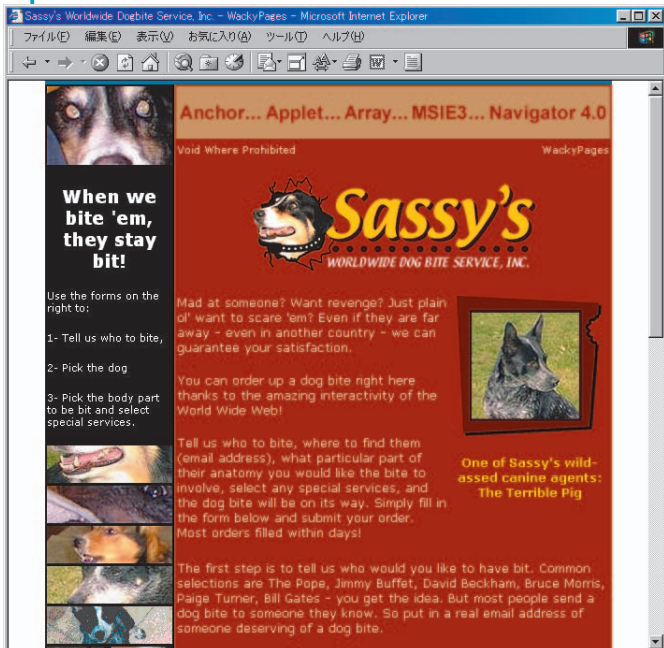 Sassy's Worldwide Dogbite Service, Inc. - WackyPages - Microsoft Internet Explorer
ファイル(F) 編集(E) 表示(V) お気に入り(A) ツール(T) ヘルプ(H)
Anchor... Applet... Array... MSIE3... Navigator 4.0
Void Where Prohibited WackyPages
When we
bite 'em,
they stay
bit!
Use the forms on the
right to:
1- Tell us who to bite,
2- Pick the dog
3- Pick the body part
to be bit and select
special services.
Sassy's
WORLDWIDE DOG BITE SERVICE, INC.
Mad at someone? Want revenge? Just plain
ol' want to scare 'em? Even if they are far
away - even in another country - we can
guarantee your satisfaction.
You can order up a dog bite right here
thanks to the amazing interactivity of the
World Wide Web!
Tell us who to bite, where to find them
(email address), what particular part of
their anatomy you would like the bite to
involve, select any special services, and
the dog bite will be on its way. Simply fill in
the form below and submit your order.
Most orders filled within days!
One of Sassy's wild-
assed canine agents:
The Terrible Pig
The first step is to tell us who would you like to have bit. Common
selections are The Pope, Jimmy Buffet, David Beckham, Bruce Morris,
Paige Turner, Bill Gates - you get the idea. But most people send a
dog bite to someone they know. So put in a real email address of
someone deserving of a dog bite.